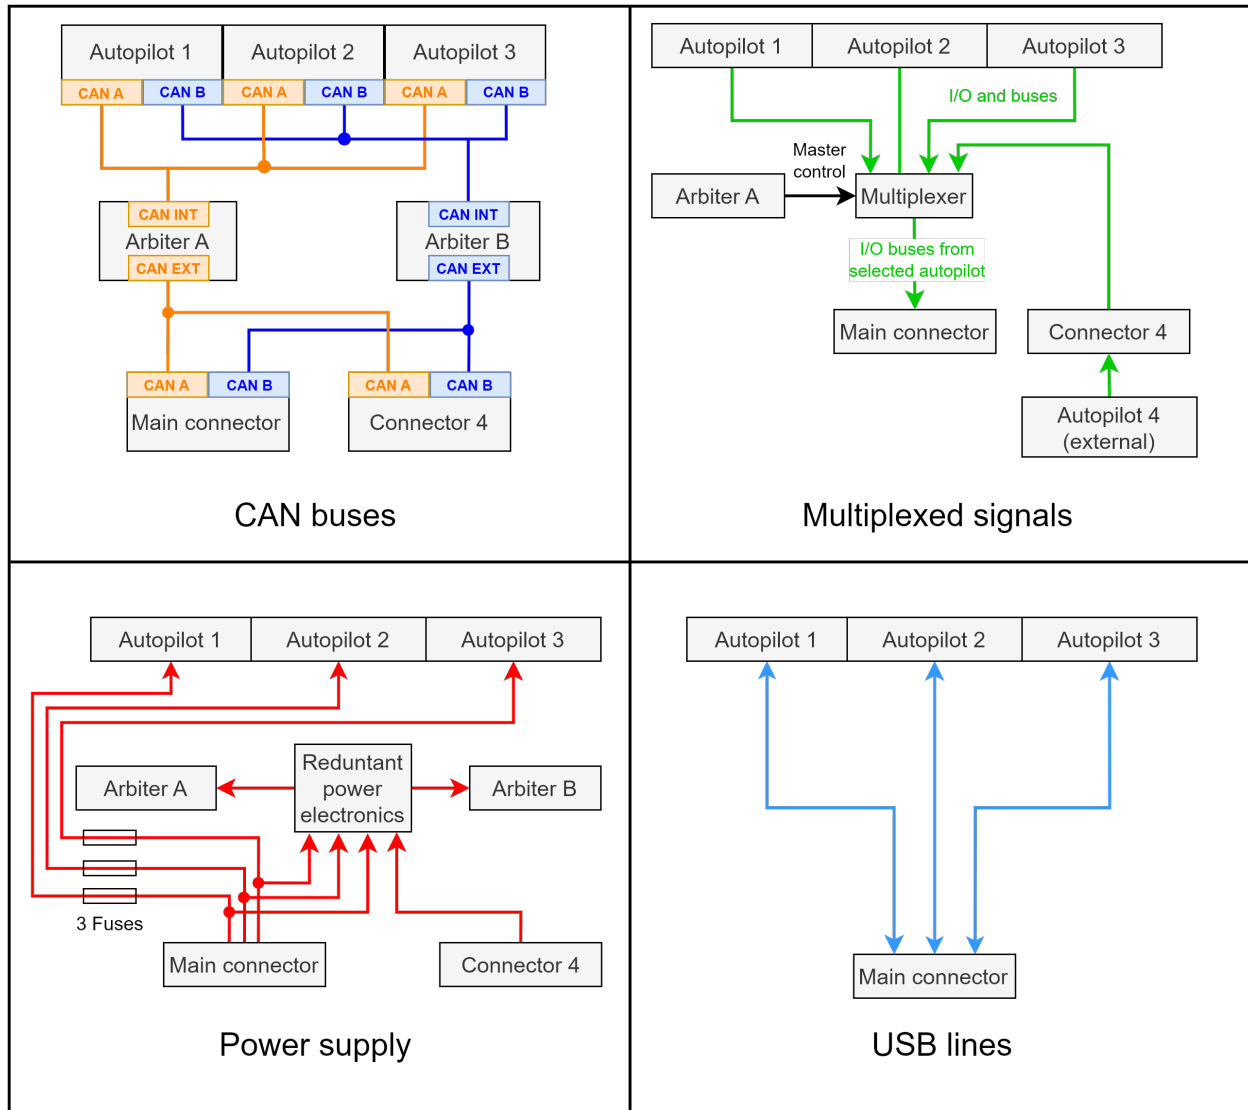 Autopilot 1
Autopilot 2
Autopilot 3
CAN A
CAN B
CAN A
CAN B
CAN A
CAN B
CAN INT
Arbiter A
CAN EXT
CAN INT
Arbiter B
CAN EXT
CAN A
CAN B
Main connector
CAN A
CAN B
Connector 4
CAN buses
Autopilot 1
Autopilot 2
Autopilot 3
I/O and buses
Master
control
Arbiter A
Multiplexer
I/O buses from
selected autopilot
Main connector
Connector 4
Autopilot 4
(external)
Multiplexed signals
Autopilot 1
Autopilot 2
Autopilot 3
Reduntant
power
electronics
Arbiter A
Arbiter B
3 Fuses
Main connector
Connector 4
Power supply
Autopilot 1
Autopilot 2
Autopilot 3
Main connector
USB lines